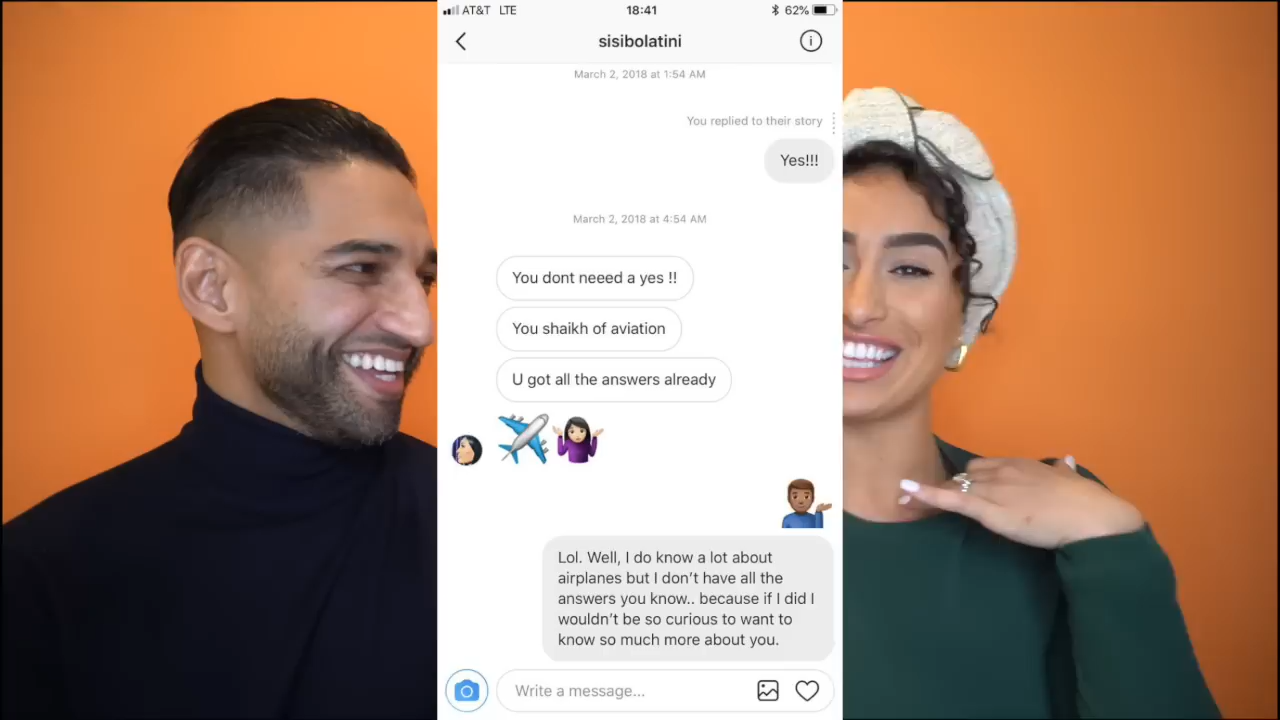 AT&T LTE 18:41 62%
sisibolatini
March 2, 2018 at 1:54 AM
You replied to their story
Yes!!!
March 2, 2018 at 4:54 AM
You dont neeed a yes !!
You shaikh of aviation
U got all the answers already
Lol. Well, I do know a lot about
airplanes but I don't have all the
answers you know.. because if I did I
wouldn't be so curious to want to
know so much more about you.
Write a message...